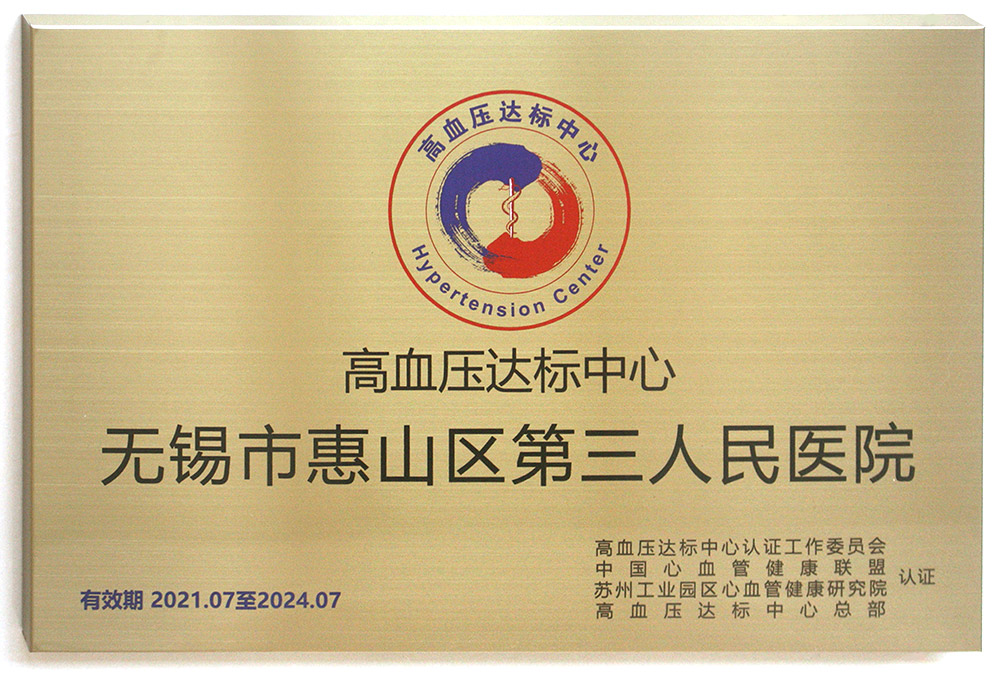 高血压达标中心
Hypertension Center
高血压达标中心
无锡市惠山区第三人民医院
高血压达标中心认证工作委员会
中国心血管健康联盟
苏州工业园区心血管健康研究院
高血压达标中心总部
认证
有效期 2021.07至2024.07